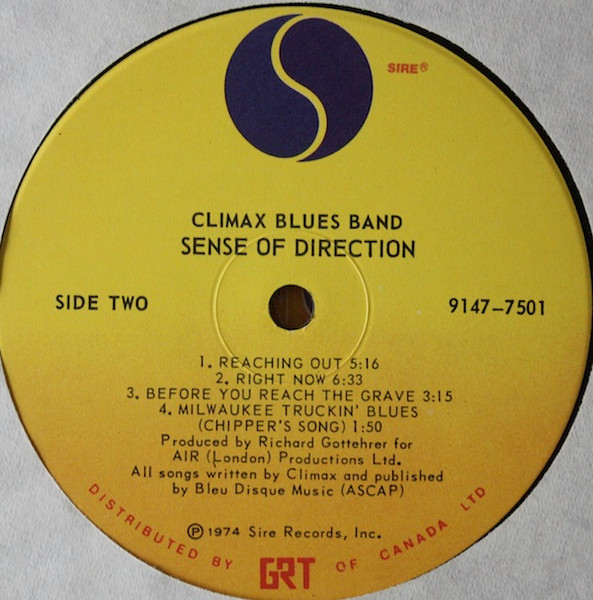 SIRE®
CLIMAX BLUES BAND
SENSE OF DIRECTION
SIDE TWO
9147-7501
1. REACHING OUT 5:16
2. RIGHT NOW 6:33
3. BEFORE YOU REACH THE GRAVE 3:15
4. MILWAUKEE TRUCKIN' BLUES
(CHIPPER'S SONG) 1:50
Produced by Richard Gottehrer for
AIR (London) Productions Ltd.
All songs written by Climax and published
by Bleu Disque Music (ASCAP)
℗ 1974 Sire Records, Inc.
DISTRIBUTED BY GRT OF CANADA LTD